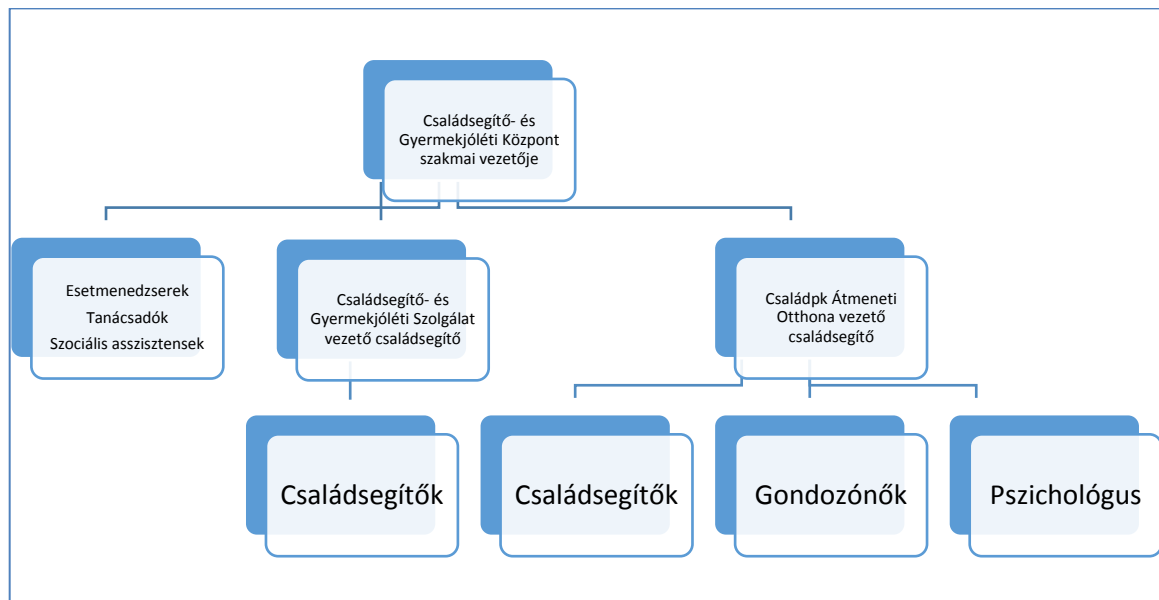 Családsegítő- és
Gyermekjóléti Központ
szakmai vezetője
Esetmenedzserek
Tanácsadók
Szociális asszisztensek
Családsegítő- és
Gyermekjóléti Szolgálat
vezető családsegítő
Családpk Átmeneti
Otthona vezető
családsegítő
Családsegítők
Családsegítők
Gondozónők
Pszichológus